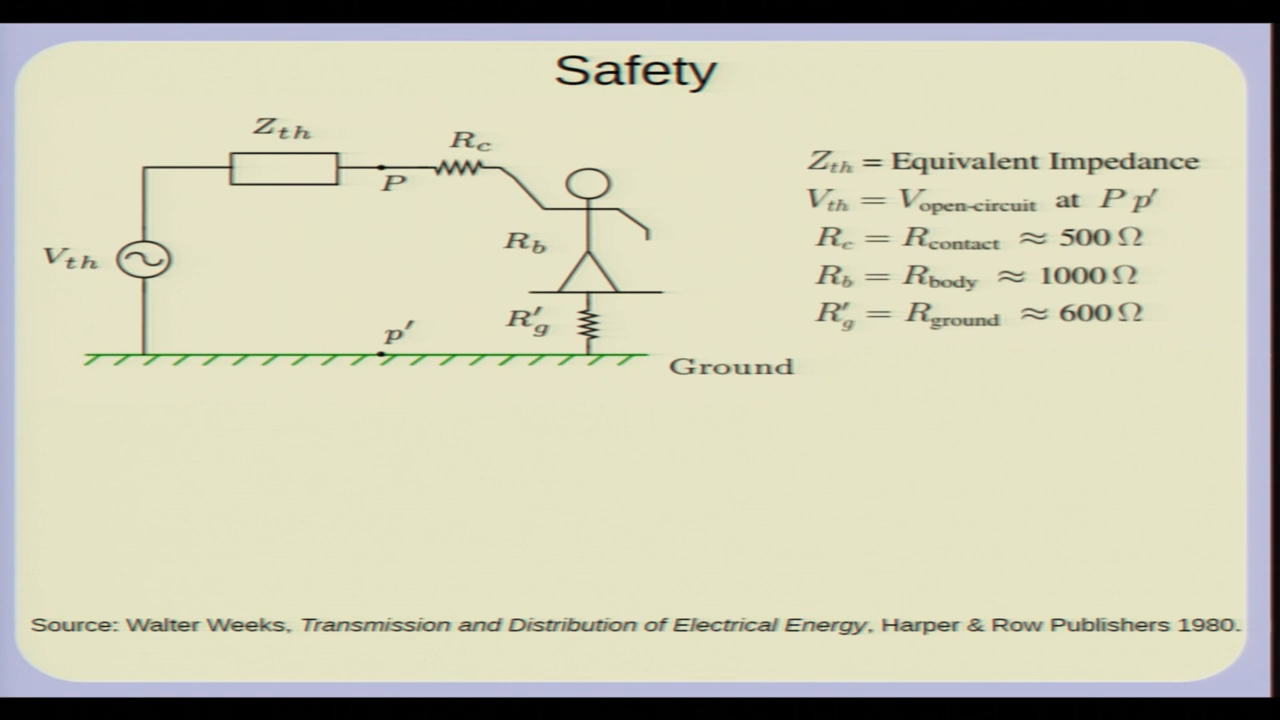 Safety
Z_th
R_c
P
V_th
R_b
R'_g
p'
Ground
Z_th = Equivalent Impedance
V_th = V_open-circuit at P p'
R_c = R_contact ≈ 500 Ω
R_b = R_body ≈ 1000 Ω
R'_g = R_ground ≈ 600 Ω
Source: Walter Weeks, Transmission and Distribution of Electrical Energy, Harper & Row Publishers 1980.